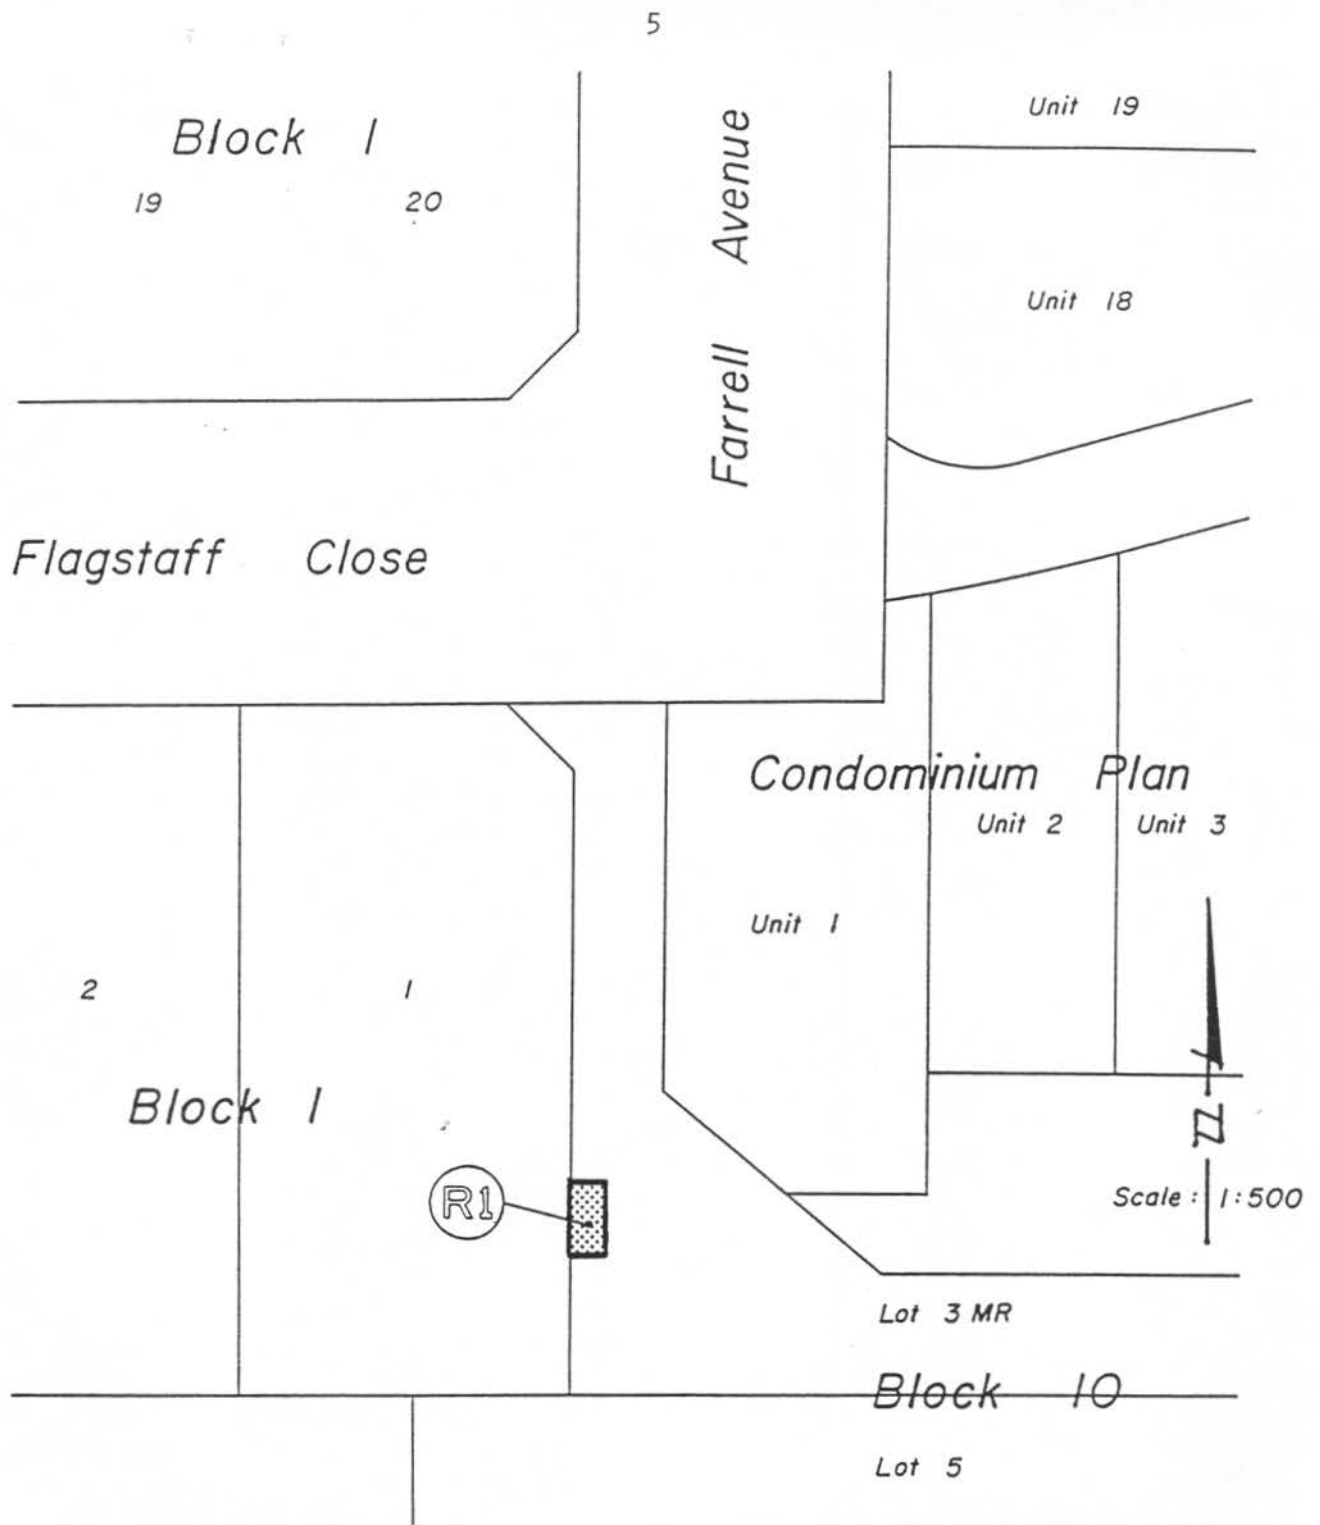 5
Block 1
Unit 19
19 20
Farrell Avenue
Unit 18
Flagstaff Close
Condominium Plan
Unit 2 Unit 3
Unit 1
2 1
Block 1
N
R1
Scale: 1:500
Lot 3 MR
Block 10
Lot 5